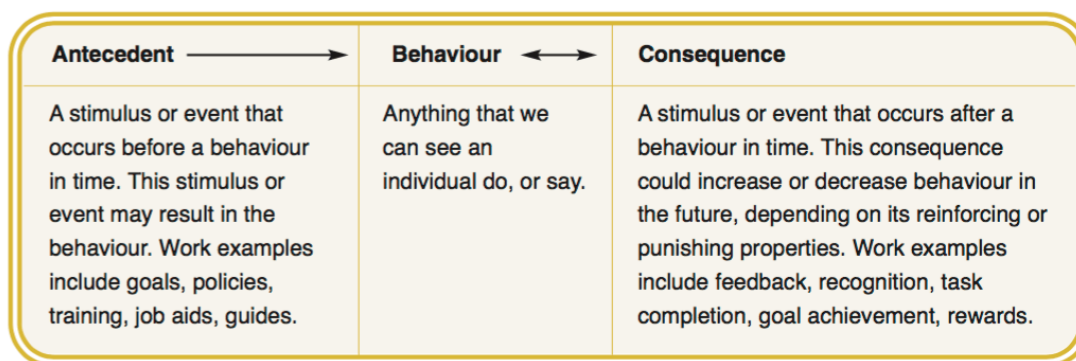 Antecedent
A stimulus or event that
occurs before a behaviour
in time. This stimulus or
event may result in the
behaviour. Work examples
include goals, policies,
training, job aids, guides.
Behaviour
Anything that we
can see an
individual do, or say.
Consequence
A stimulus or event that occurs after a
behaviour in time. This consequence
could increase or decrease behaviour in
the future, depending on its reinforcing or
punishing properties. Work examples
include feedback, recognition, task
completion, goal achievement, rewards.